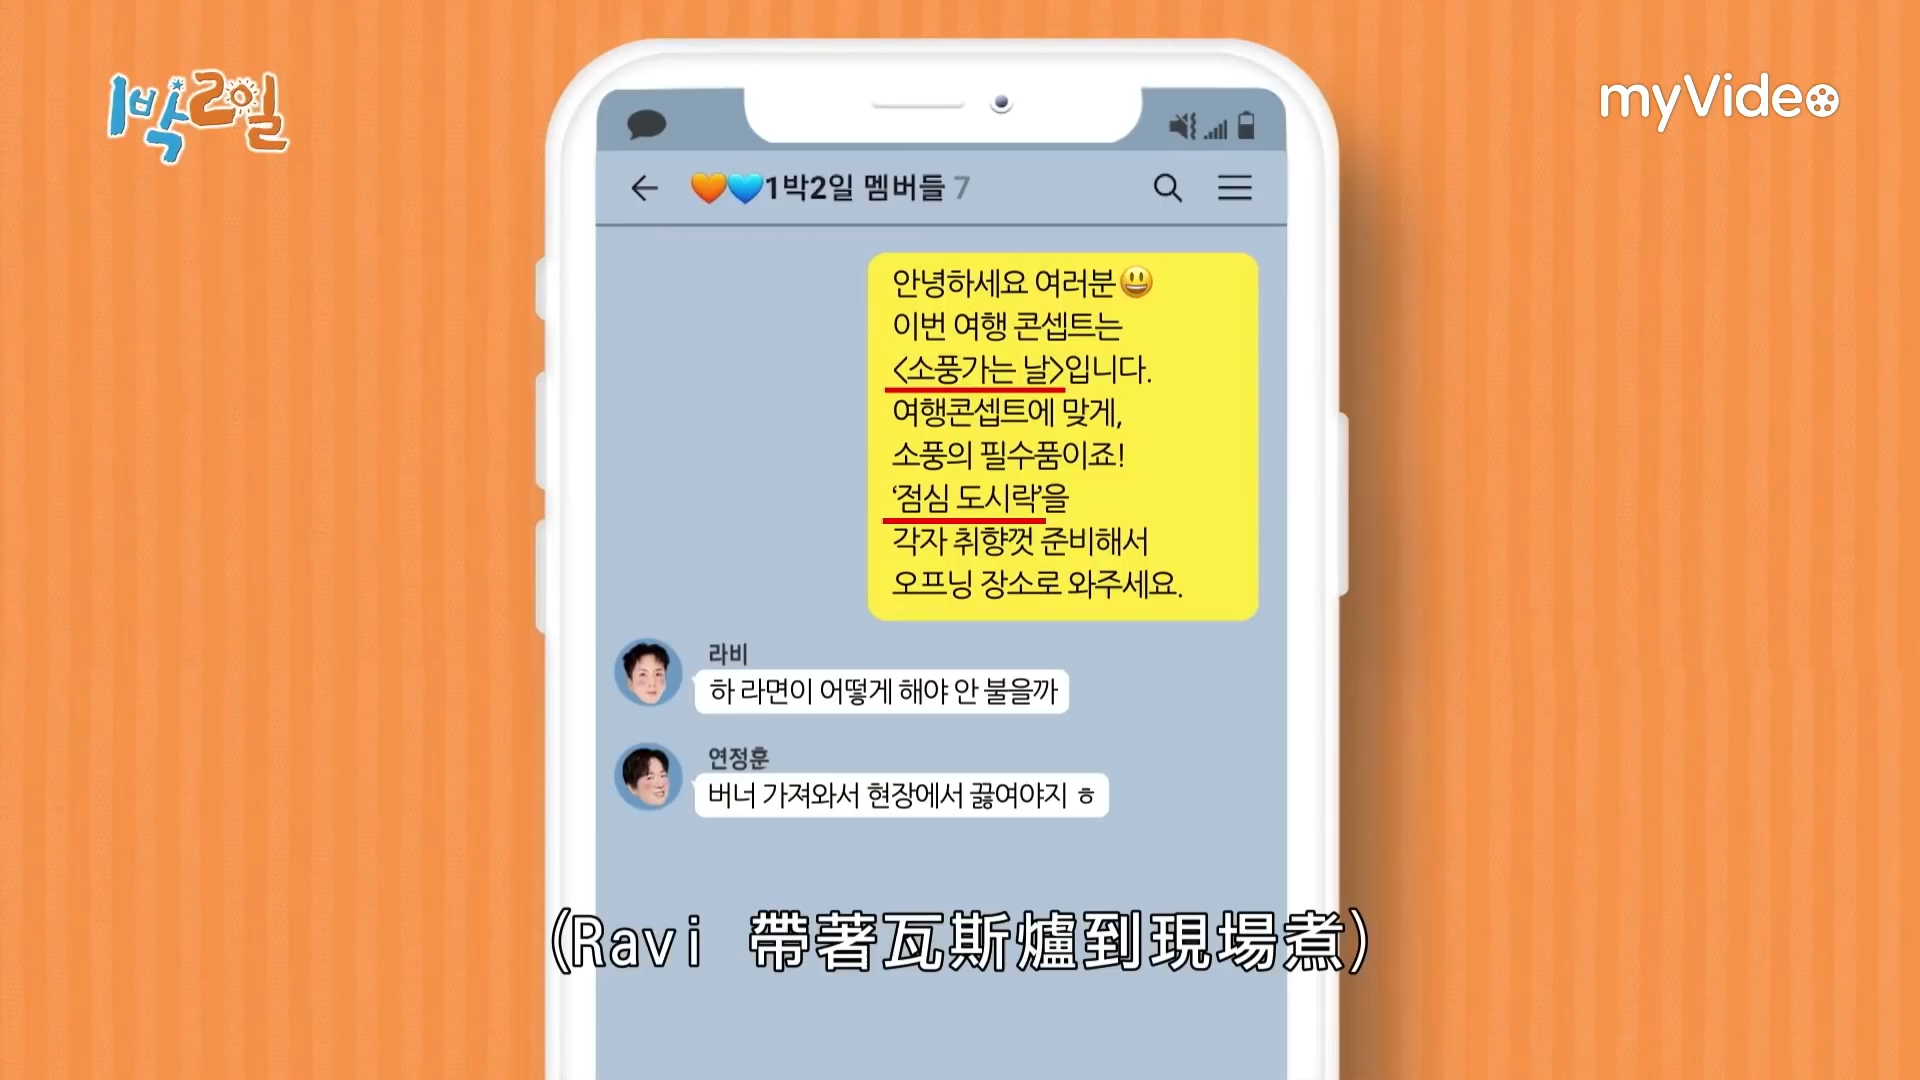 1박2일
myVideo
🧡💙1박2일 멤버들 7
안녕하세요 여러분😃
이번 여행 콘셉트는
<소풍가는 날>입니다.
여행콘셉트에 맞게,
소풍의 필수품이죠!
‘점심 도시락’을
각자 취향껏 준비해서
오프닝 장소로 와주세요.
라비
하 라면이 어떻게 해야 안 불을까
연정훈
버너 가져와서 현장에서 끓여야지 ㅎ
(Ravi 帶著瓦斯爐到現場煮)